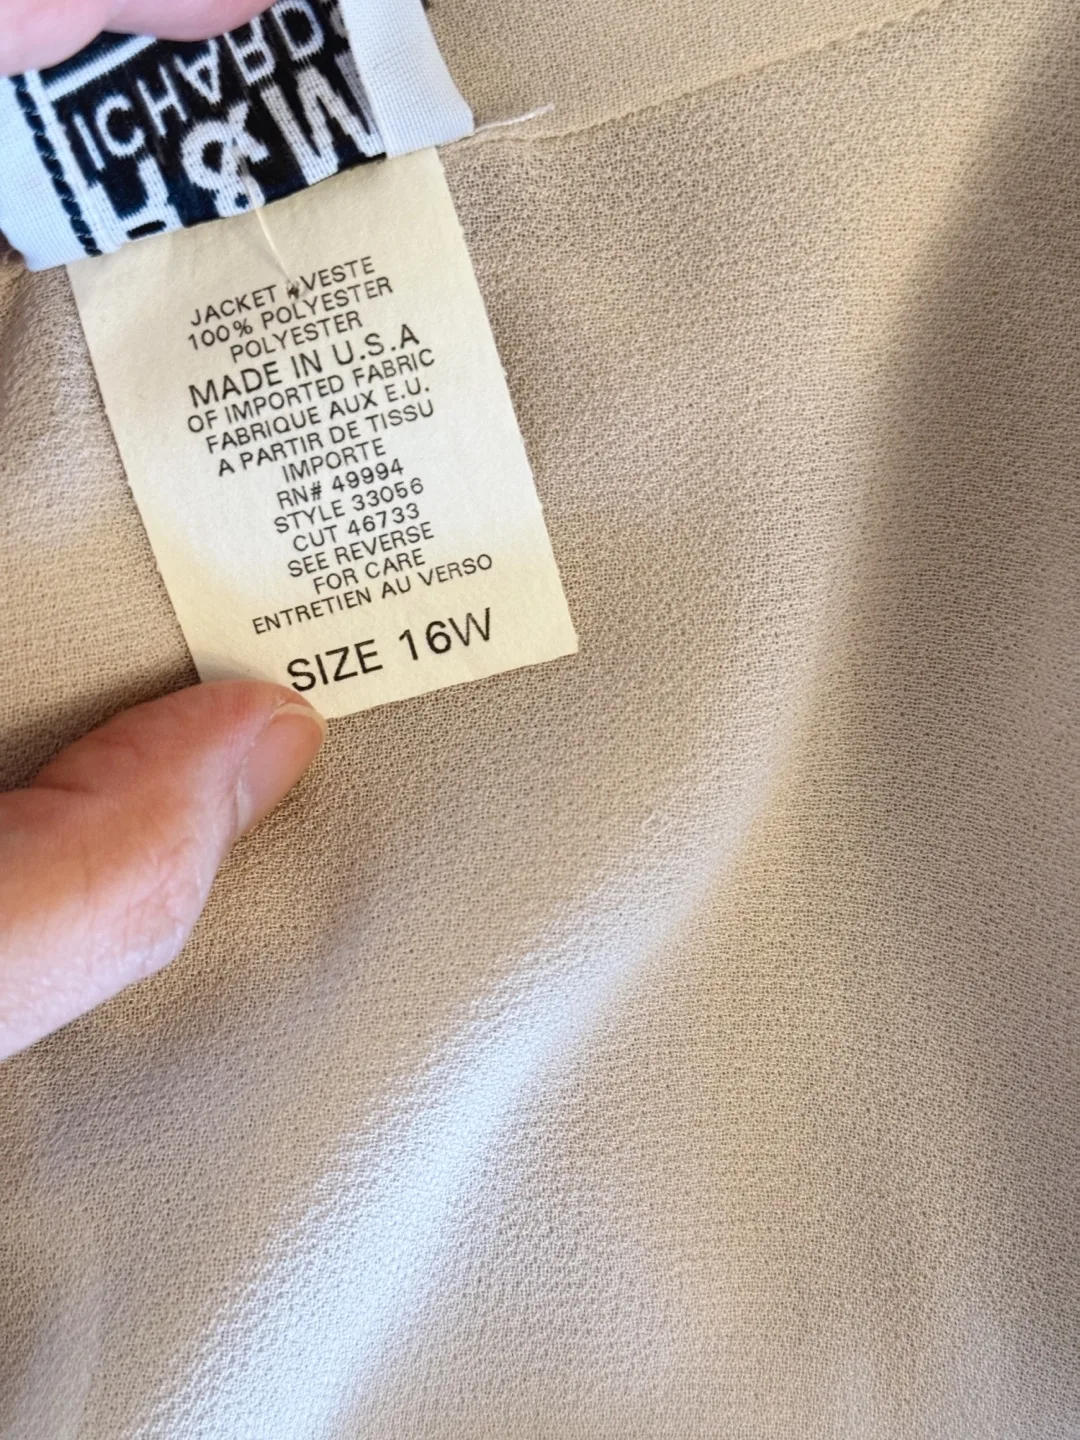 ICHARDS
& M
JACKET VESTE
100% POLYESTER
POLYESTER
MADE IN U.S.A
OF IMPORTED FABRIC
FABRIQUE AUX E.U.
A PARTIR DE TISSU
IMPORTE
RN# 49994
STYLE 33056
CUT 46733
SEE REVERSE
FOR CARE
ENTRETIEN AU VERSO
SIZE 16W